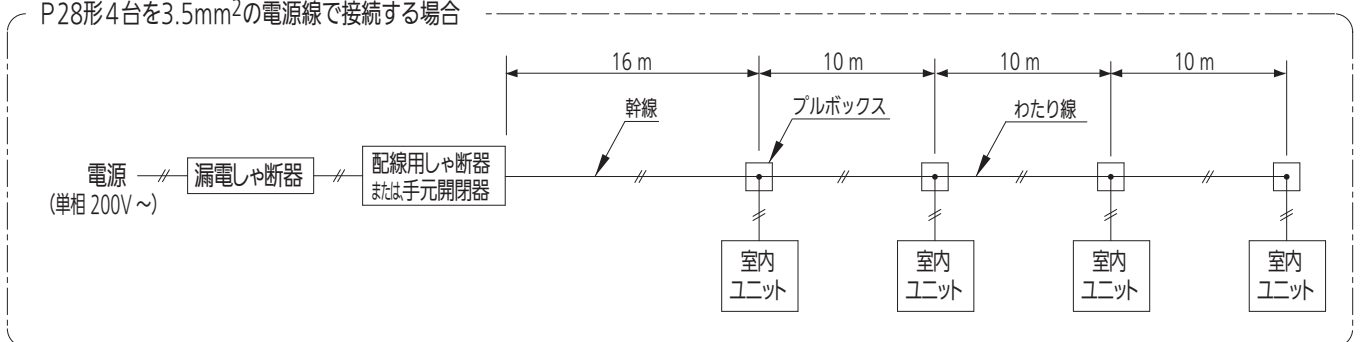 P28形4台を3.5mm²の電源線で接続する場合
16 m
10 m
10 m
10 m
幹線
プルボックス
わたり線
電源
(単相 200V ～)
漏電しゃ断器
配線用しゃ断器
または、手元開閉器
室内
ユニット
室内
ユニット
室内
ユニット
室内
ユニット